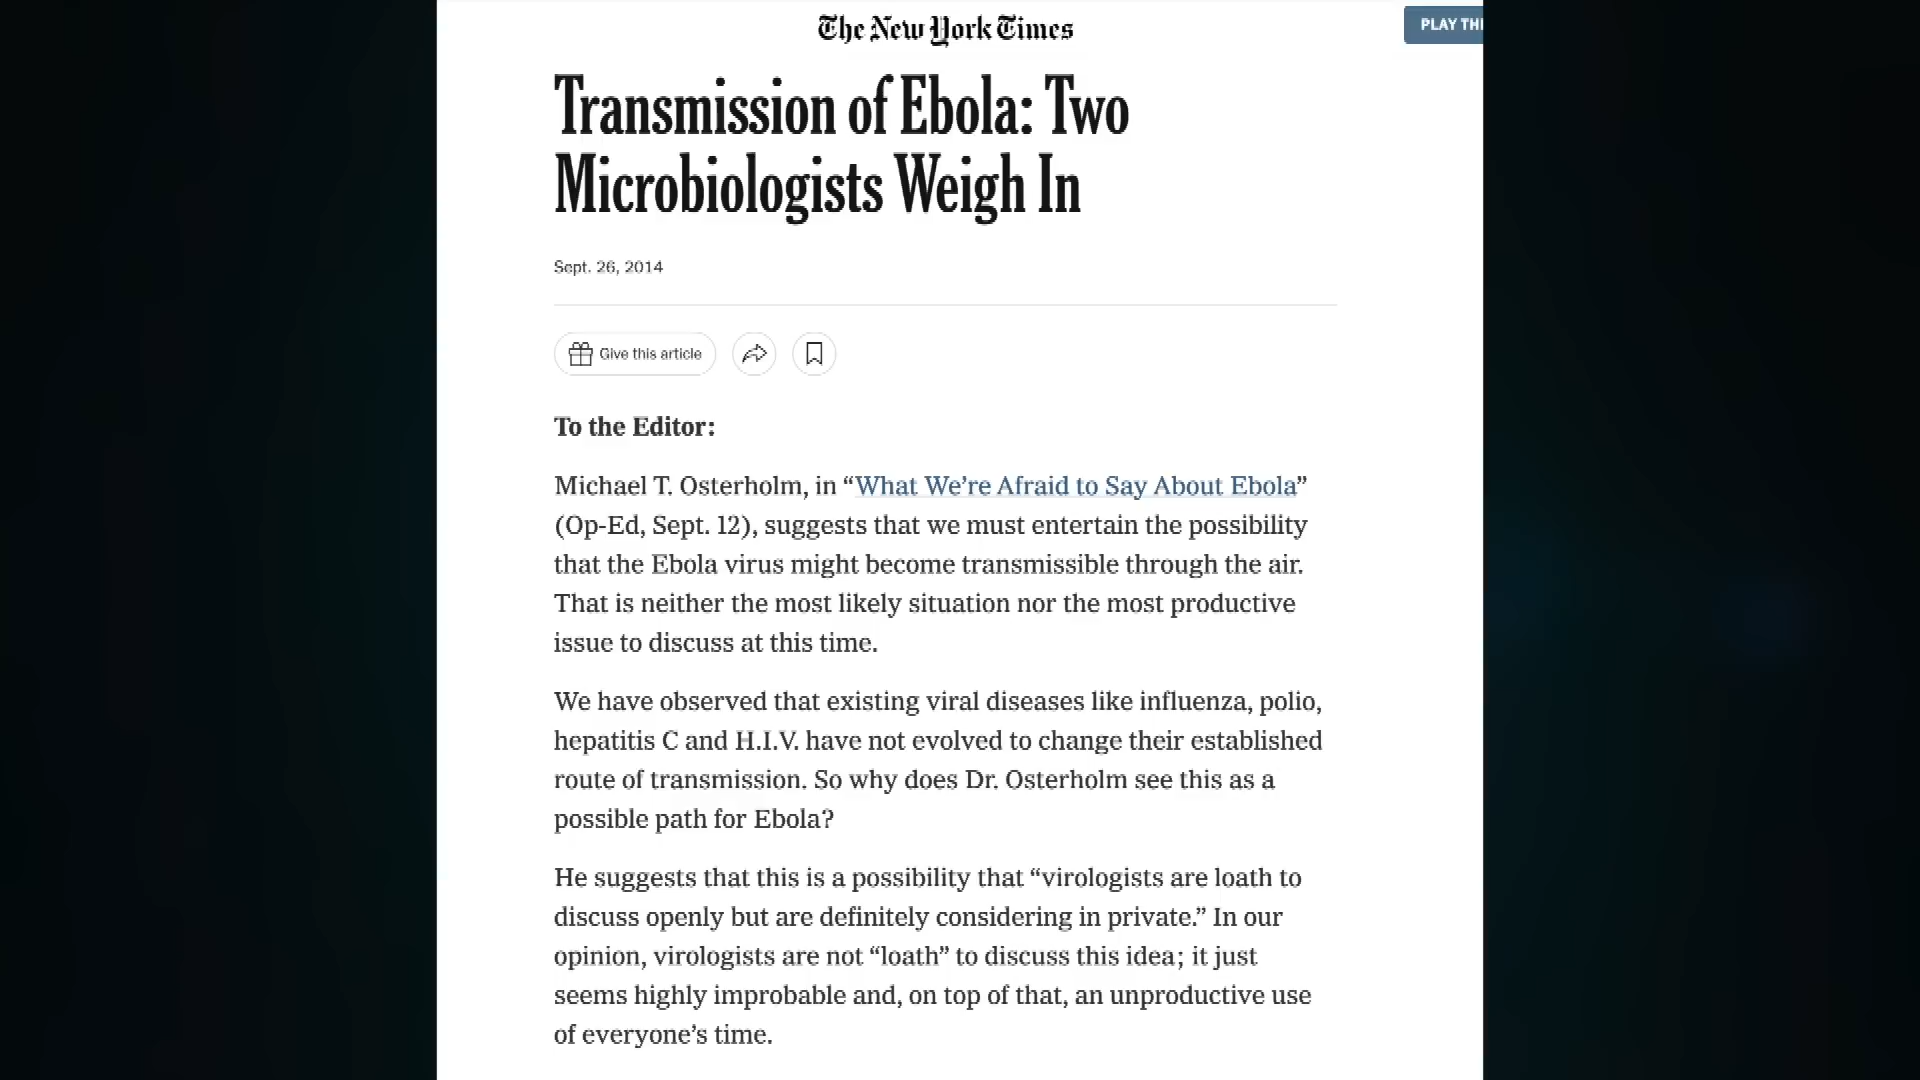 The New York Times
PLAY TH
Transmission of Ebola: Two
Microbiologists Weigh In
Sept. 26, 2014
Give this article
To the Editor:
Michael T. Osterholm, in “What We’re Afraid to Say About Ebola”
(Op-Ed, Sept. 12), suggests that we must entertain the possibility
that the Ebola virus might become transmissible through the air.
That is neither the most likely situation nor the most productive
issue to discuss at this time.
We have observed that existing viral diseases like influenza, polio,
hepatitis C and H.I.V. have not evolved to change their established
route of transmission. So why does Dr. Osterholm see this as a
possible path for Ebola?
He suggests that this is a possibility that “virologists are loath to
discuss openly but are definitely considering in private.” In our
opinion, virologists are not “loath” to discuss this idea; it just
seems highly improbable and, on top of that, an unproductive use
of everyone’s time.